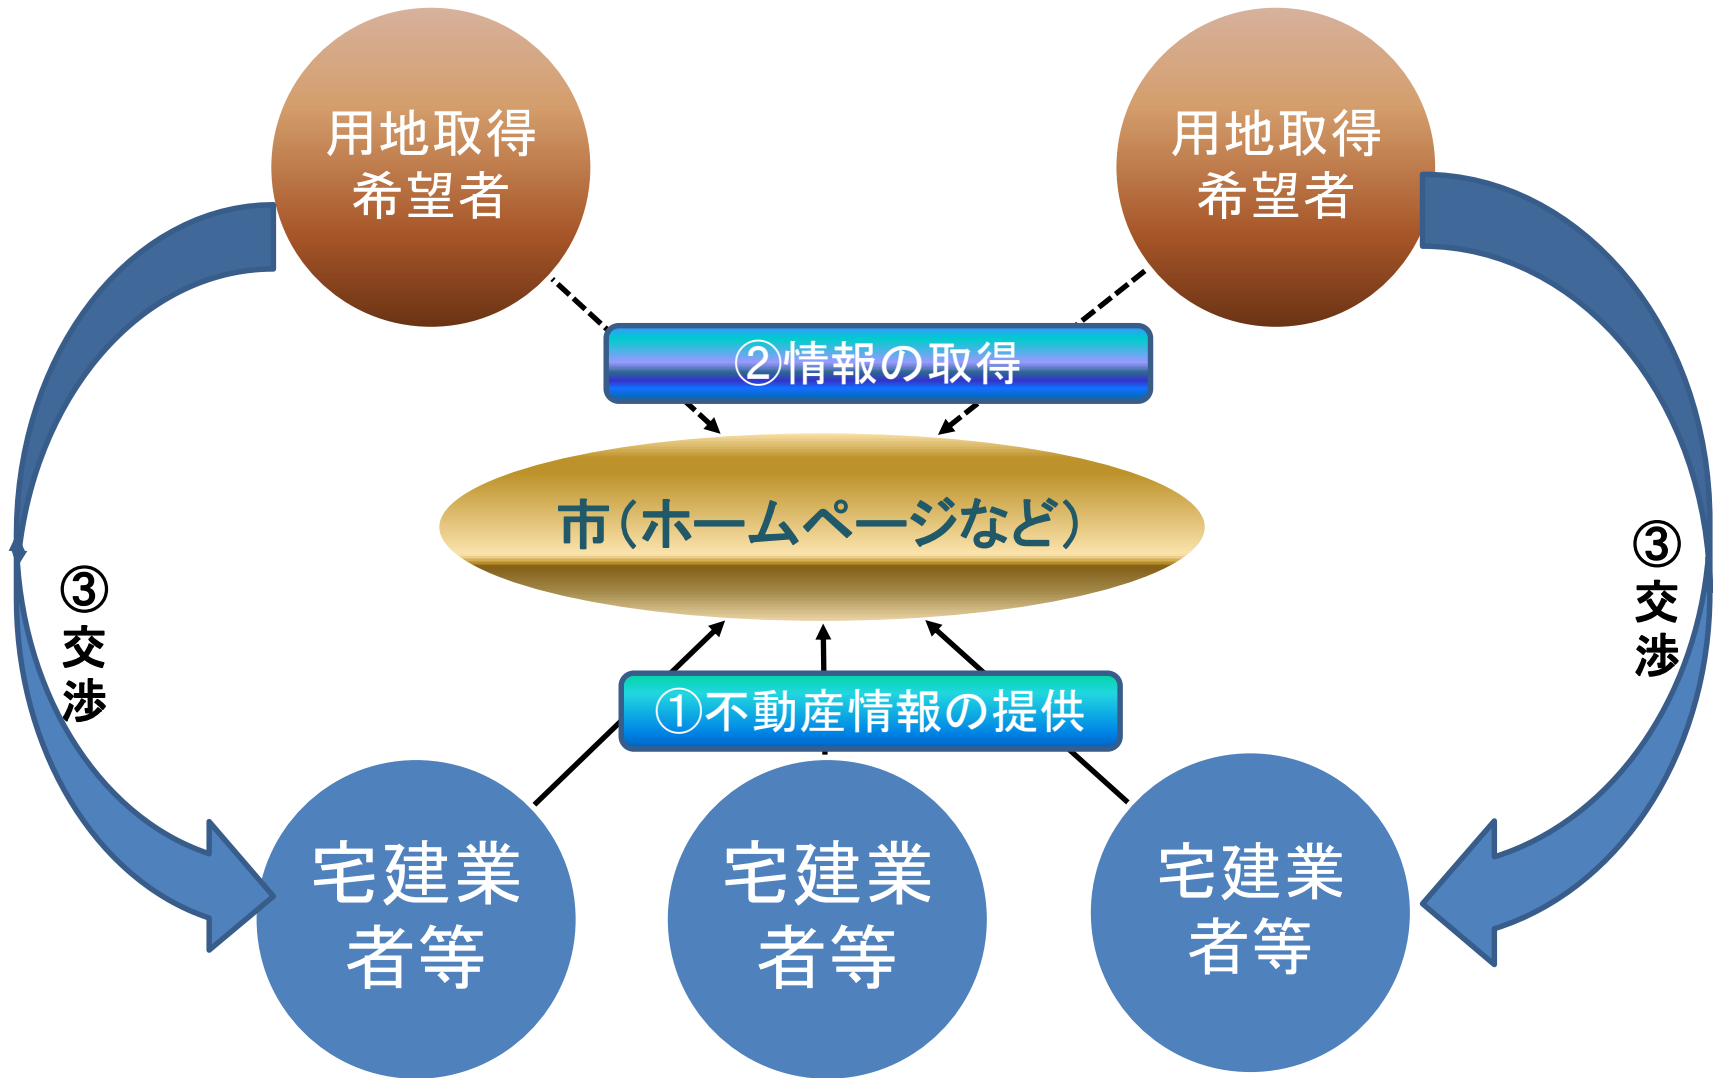 用地取得
希望者
用地取得
希望者
②情報の取得
市(ホームページなど)
③
交
渉
③
交
渉
①不動産情報の提供
宅建業
者等
宅建業
者等
宅建業
者等